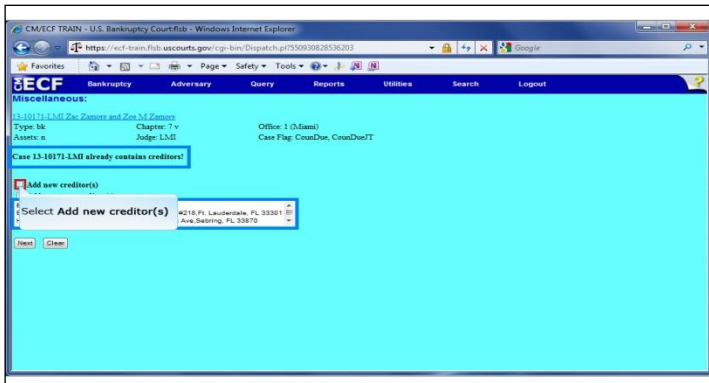 CM/ECF TRAIN - U.S. Bankruptcy Court:flsb - Windows Internet Explorer
https://ecf-train.flsb.uscourts.gov/cgi-bin/Dispatch.pl?550930828536203
Google
Favorites Page Safety Tools
ECF Bankruptcy Adversary Query Reports Utilities Search Logout ?
Miscellaneous:
13-10171-LMI Zac Zamore and Zoe M Zamore
Type: bk Chapter: 7 v Office: 1 (Miami)
Assets: n Judge: LMI Case Flag: CounDue, CounDueJT
Case 13-10171-LMI already contains creditors!
Add new creditor(s)
Select Add new creditor(s)
#218,Ft. Lauderdale, FL 33301
Ave,Sebring, FL 33870
Next Clear